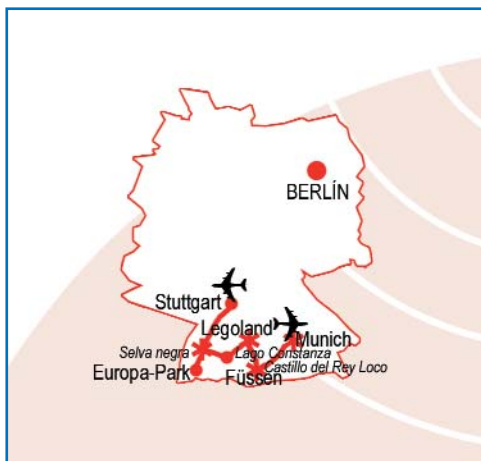 BERLÍN
Stuttgart
Legoland
Munich
Selva negra
Lago Constanza
Europa-Park
Füssen
Castillo del Rey Loco